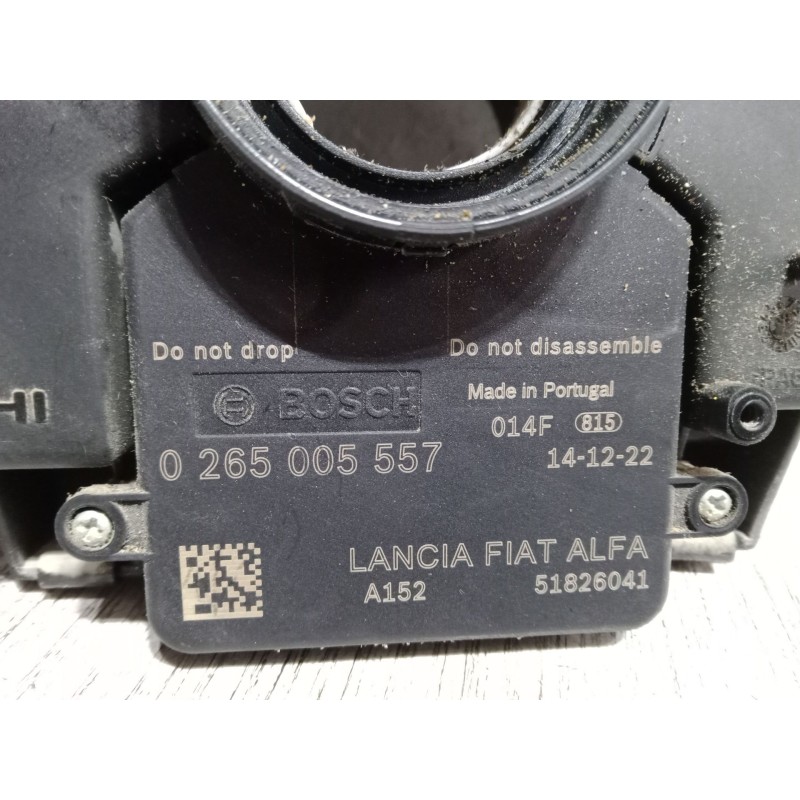 Do not drop
Do not disassemble
BOSCH
Made in Portugal
014F 815
0 265 005 557
14-12-22
LANCIA FIAT ALFA
A152
51826041